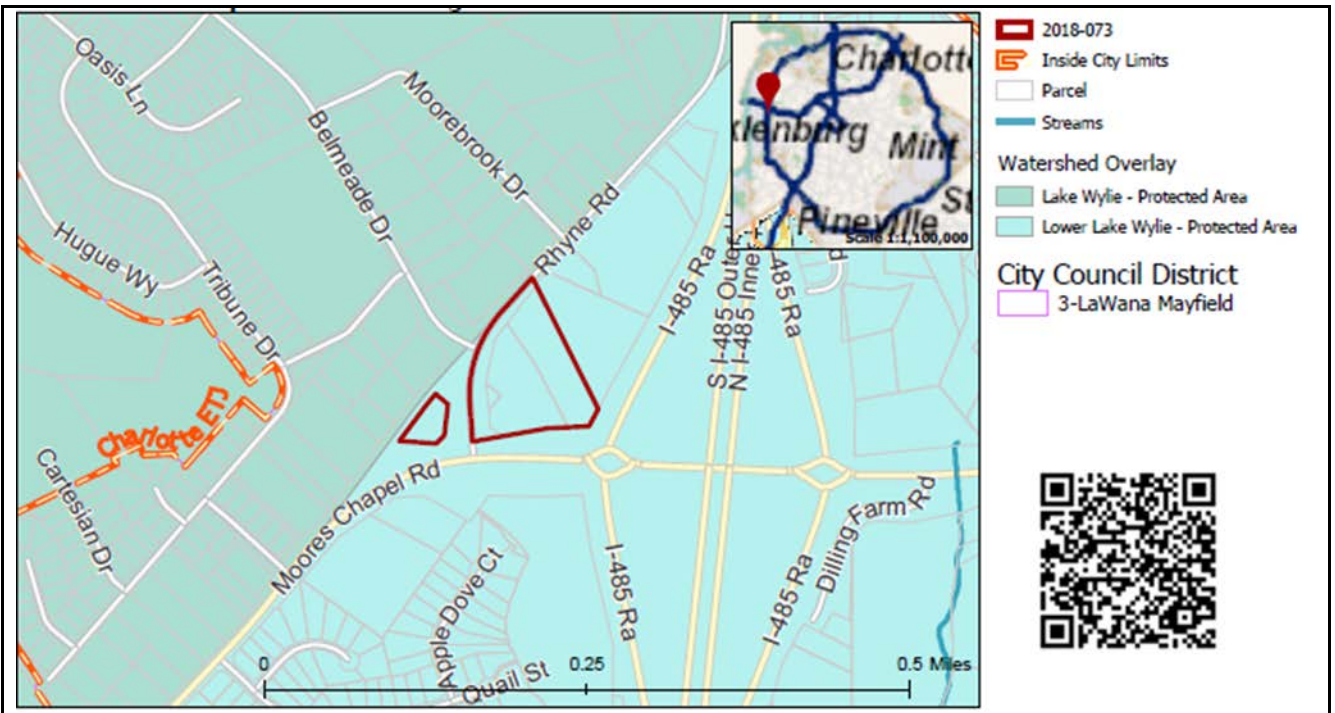 Oasis Ln
Belmeade Dr
Moorebrook Dr
Rhyne Rd
Hugue Wy
Tribune Dr
Charlotte ETJ
Cartesian Dr
Moores Chapel Rd
I-485 Ra
S I-485 Oute
N I-485 Inne
485 Ra
I-485 Ra
I-485 Ra
Dilling Farm Rd
Apple Dove Ct
Quail St
0 0.25 0.5 Miles
Charlott
klenburg
Mint
St
Pineville
Scale 1:1,100,000
2018-073
Inside City Limits
Parcel
Streams
Watershed Overlay
Lake Wylie - Protected Area
Lower Lake Wylie - Protected Area
City Council District
3-LaWana Mayfield